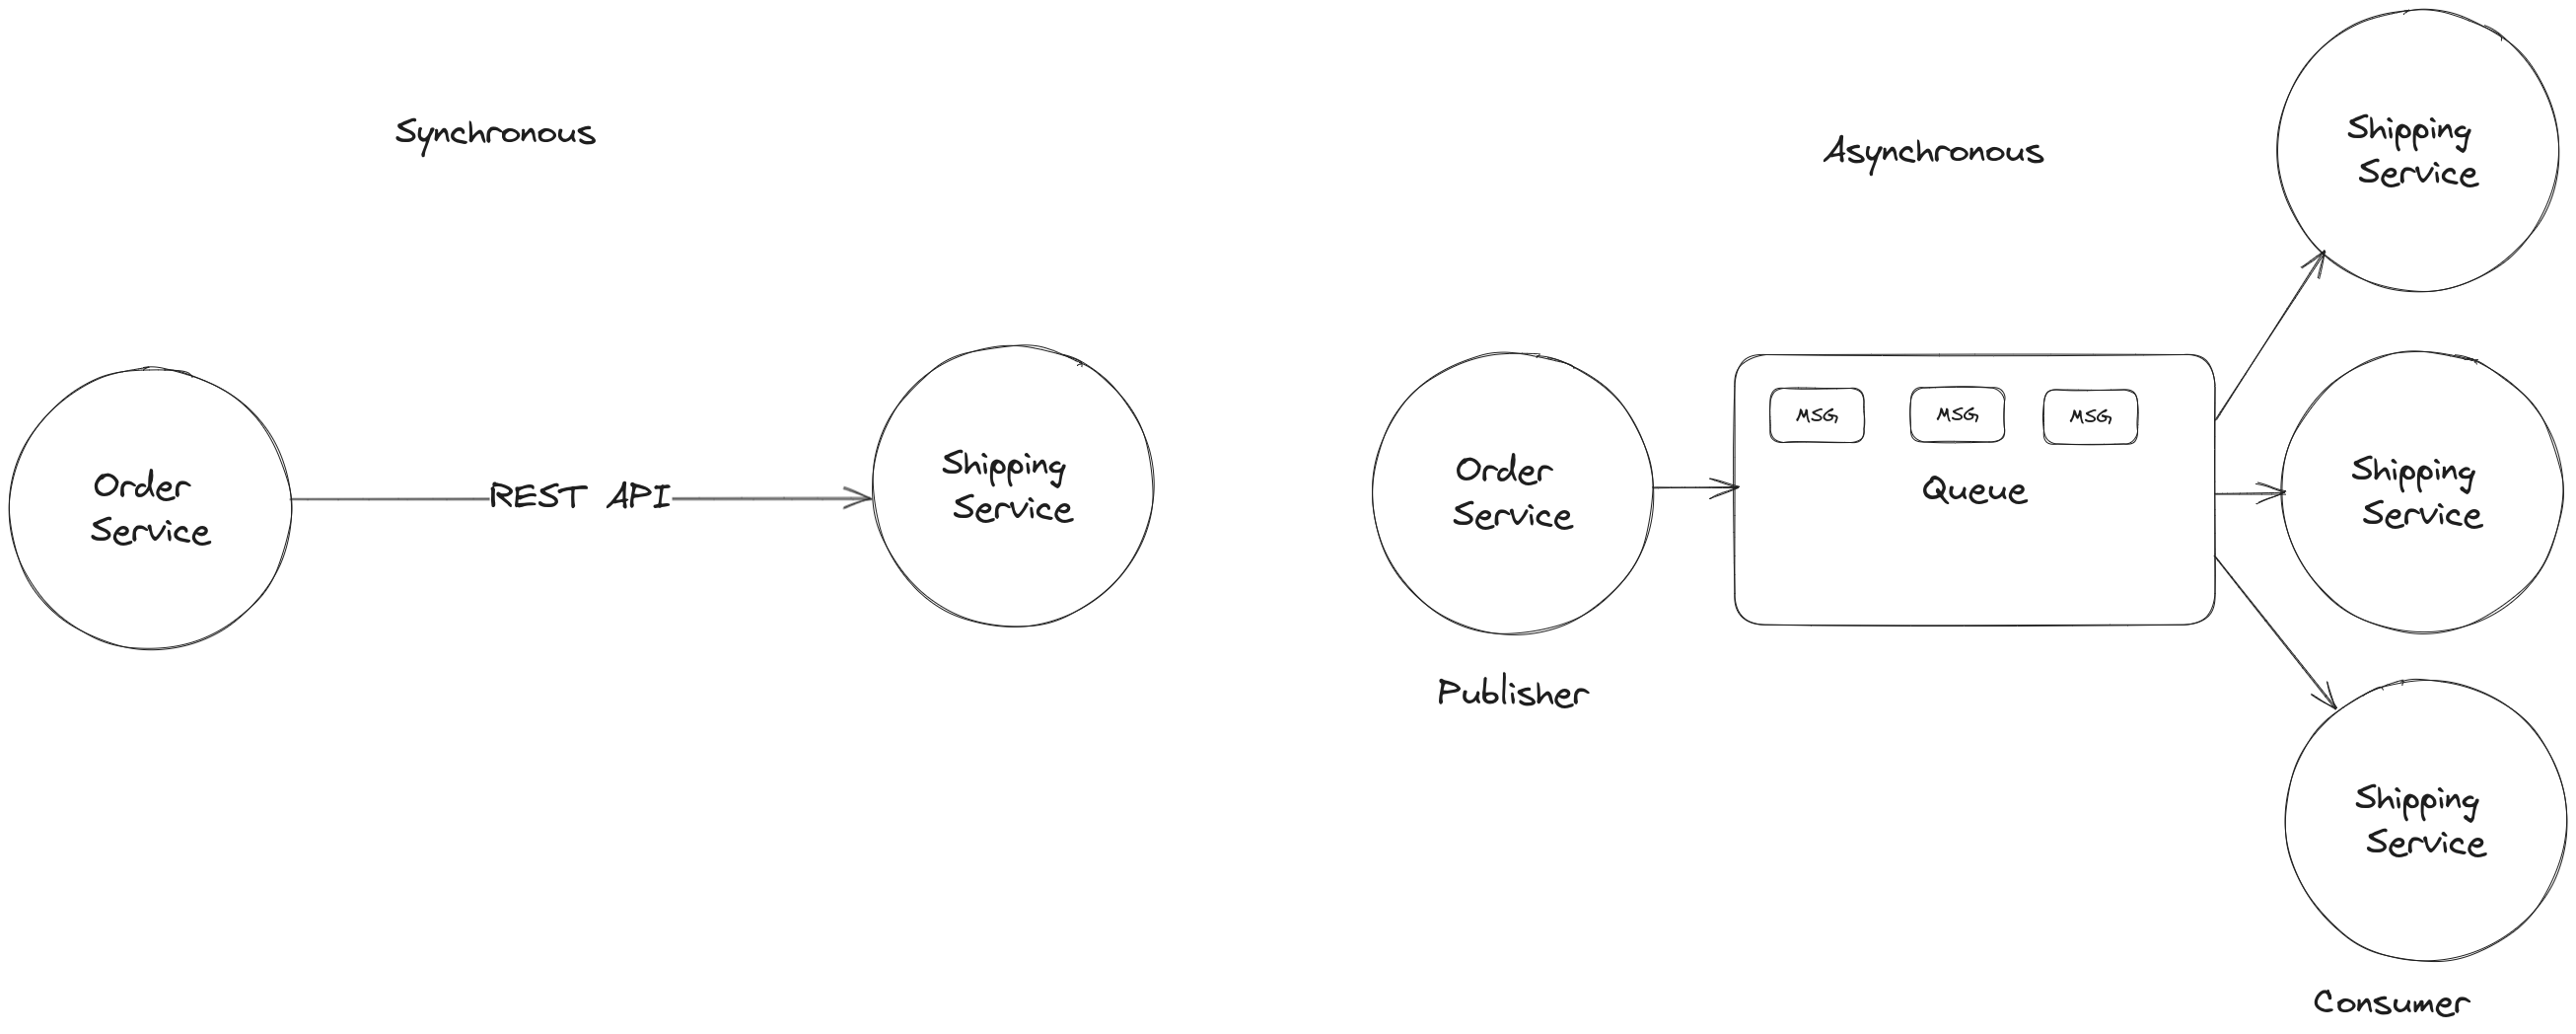 Synchronous
Order
Service
REST API
Shipping
Service
Asynchronous
Order
Service
Publisher
MSG
MSG
MSG
Queue
Shipping
Service
Shipping
Service
Shipping
Service
Consumer